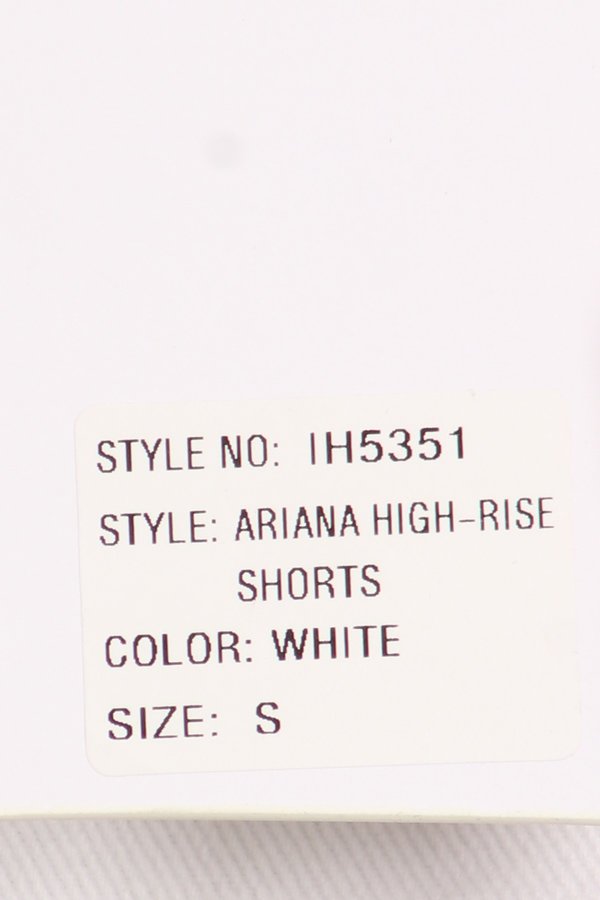 STYLE NO: IH5351
STYLE: ARIANA HIGH-RISE
SHORTS
COLOR: WHITE
SIZE: S